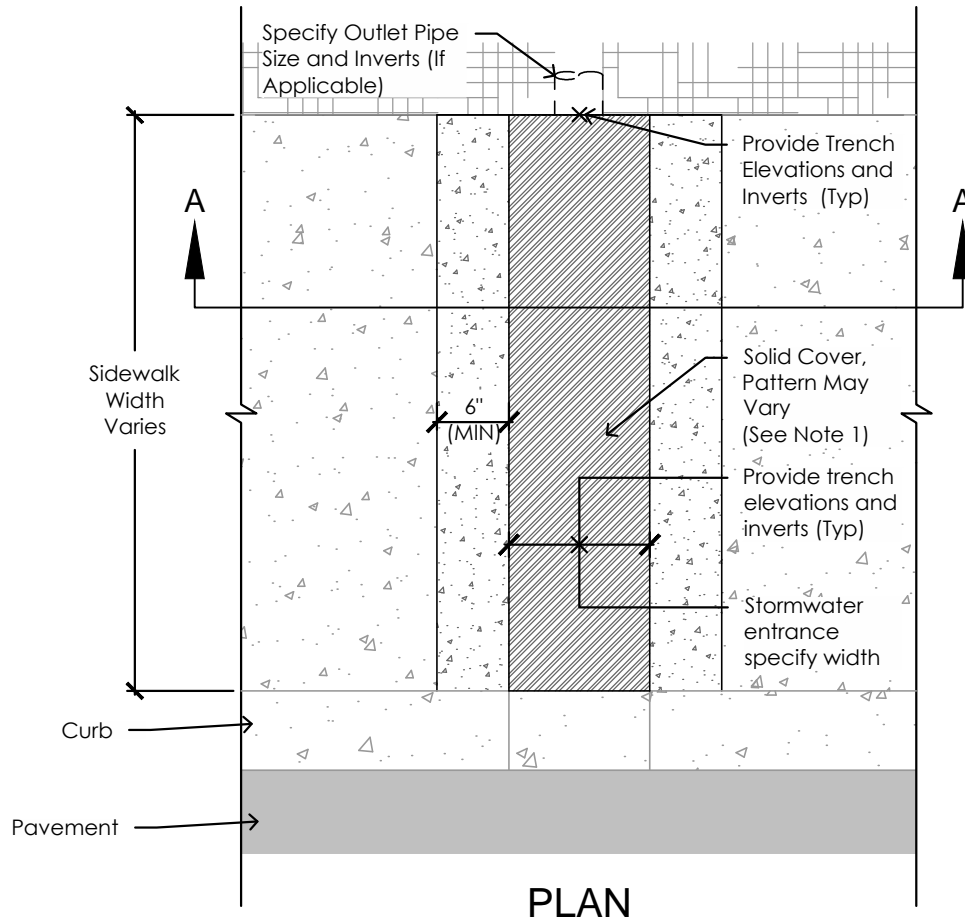 Specify Outlet Pipe
Size and Inverts (If
Applicable)
Provide Trench
Elevations and
Inverts (Typ)
A
A
Solid Cover,
Pattern May
Vary
(See Note 1)
Sidewalk
Width
Varies
6"
(MIN)
Provide trench
elevations and
inverts (Typ)
Stormwater
entrance
specify width
Curb
Pavement
PLAN